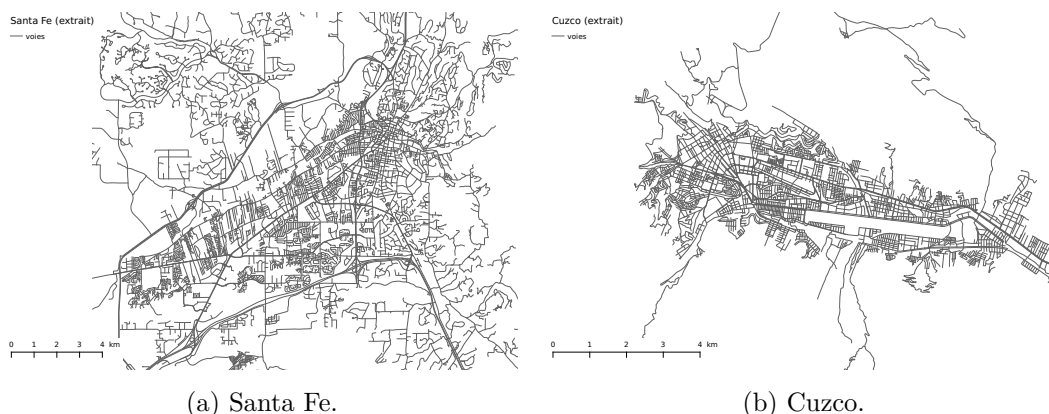 Santa Fe (extrait)
voies
0 1 2 3 4 km
(a) Santa Fe.
Cuzco (extrait)
voies
0 1 2 3 4 km
(b) Cuzco.